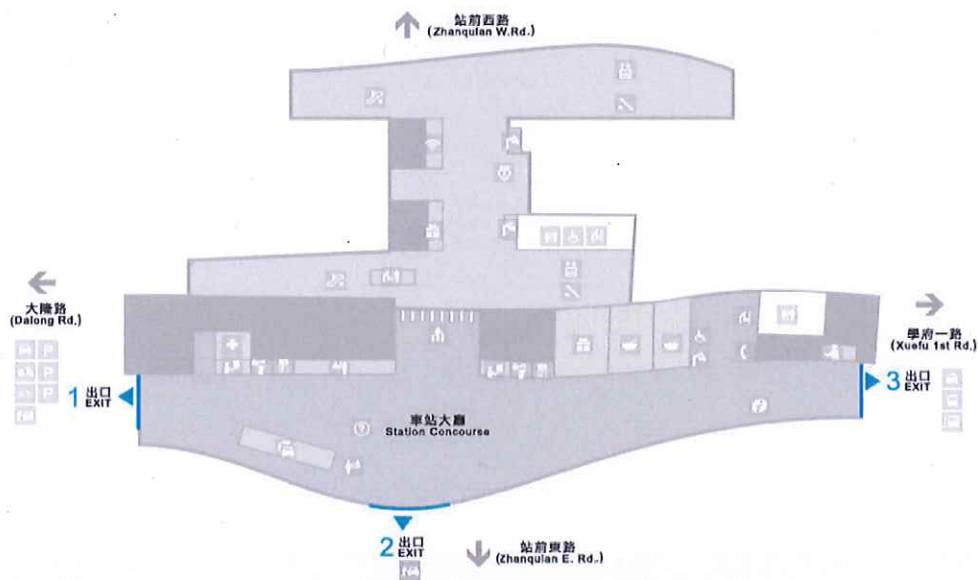 站前西路
(Zhanqian W.Rd.)
大隆路
(Dalong Rd.)
P
P
P
1 出口
EXIT
車站大廳
Station Concourse
學府一路
(Xuefu 1st Rd.)
3 出口
EXIT
2 出口
EXIT
站前東路
(Zhanqian E. Rd.)